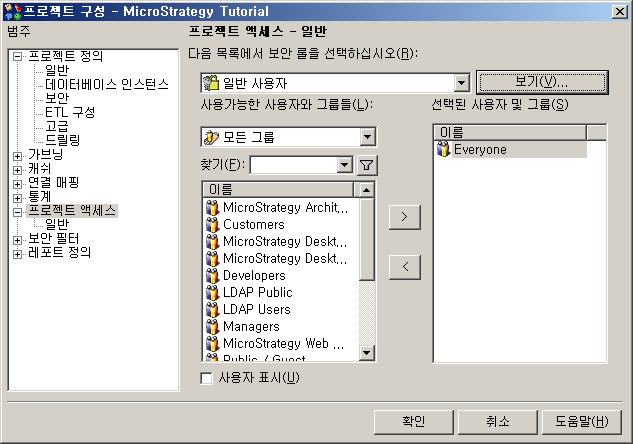 프로젝트 구성 - MicroStrategy Tutorial
범주
프로젝트 정의
일반
데이터베이스 인스턴스
보안
ETL 구성
고급
드릴링
가브닝
캐쉬
연결 매핑
통계
프로젝트 액세스
일반
보안 필터
레포트 정의
프로젝트 액세스 - 일반
다음 목록에서 보안 롤을 선택하십시오(R):
일반 사용자
보기(V)...
사용가능한 사용자와 그룹들(L):
모든 그룹
찾기(F):
이름
MicroStrategy Archit...
Customers
MicroStrategy Deskt...
MicroStrategy Deskt...
Developers
LDAP Public
LDAP Users
Managers
MicroStrategy Web ...
Public / Guest
사용자 표시(U)
>
<
선택된 사용자 및 그룹(S)
이름
Everyone
확인
취소
도움말(H)